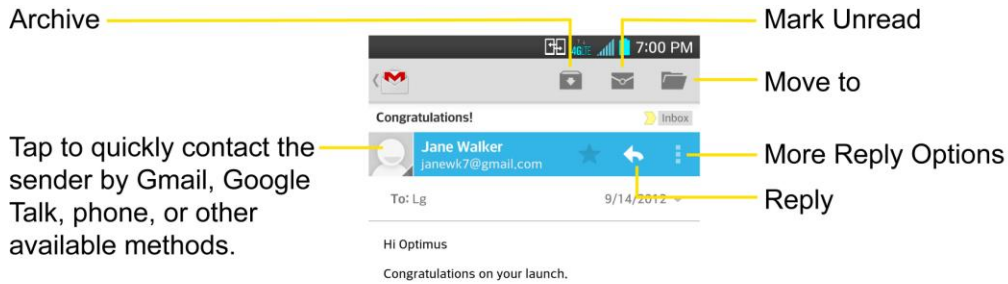 Archive
Mark Unread
4G LTE 7:00 PM
Move to
Congratulations!
Inbox
Tap to quickly contact the
sender by Gmail, Google
Talk, phone, or other
available methods.
Jane Walker
janewk7@gmail.com
More Reply Options
Reply
To: Lg
9/14/2012
Hi Optimus
Congratulations on your launch.